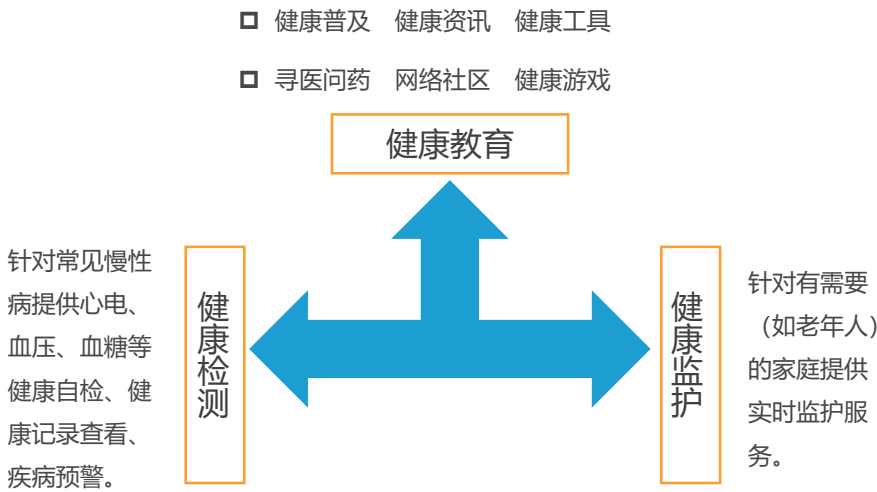 健康普及 健康资讯 健康工具
寻医问药 网络社区 健康游戏
健康教育
针对常见慢性
病提供心电、
血压、血糖等
健康自检、健
康记录查看、
疾病预警。
健康检测
健康监护
针对有需要
（如老年人）
的家庭提供
实时监护服
务。